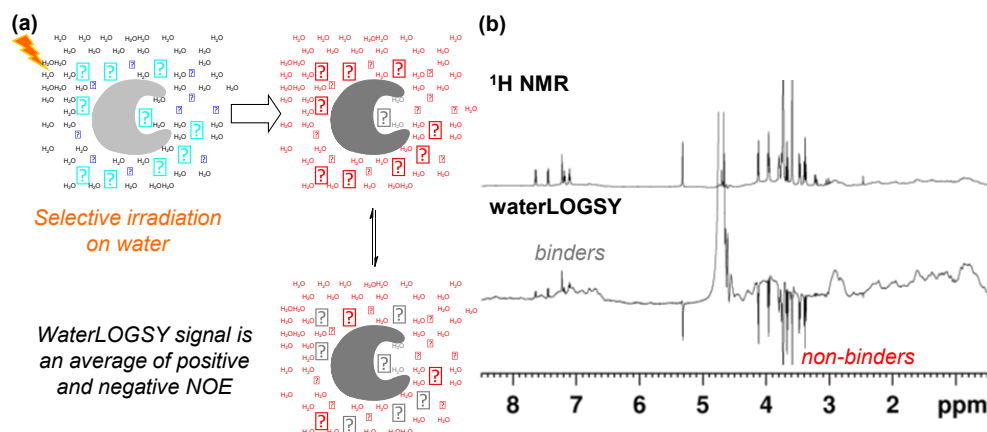 (a)
H₂O
Selective irradiation
on water
WaterLOGSY signal is
an average of positive
and negative NOE
(b)
¹H NMR
waterLOGSY
binders
non-binders
8 7 6 5 4 3 2 ppm